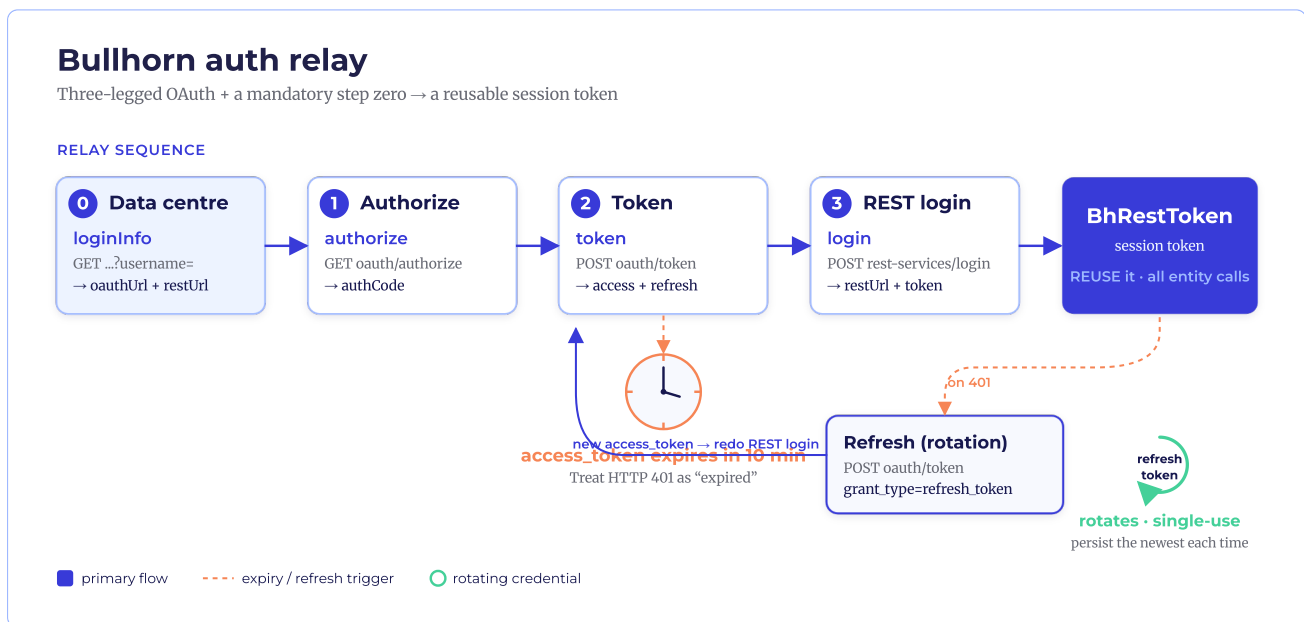 Bullhorn auth relay
Three-legged OAuth + a mandatory step zero → a reusable session token
RELAY SEQUENCE
0 Data centre
loginInfo
GET ...?username=
→ oauthUrl + restUrl
1 Authorize
authorize
GET oauth/authorize
→ authCode
2 Token
token
POST oauth/token
→ access + refresh
3 REST login
login
POST rest-services/login
→ restUrl + token
BhRestToken
session token
REUSE it · all entity calls
on 401
new access_token → redo REST login
access_token expires in 10 min
Treat HTTP 401 as “expired”
Refresh (rotation)
POST oauth/token
grant_type=refresh_token
refresh
token
rotates · single-use
persist the newest each time
primary flow
expiry / refresh trigger
rotating credential